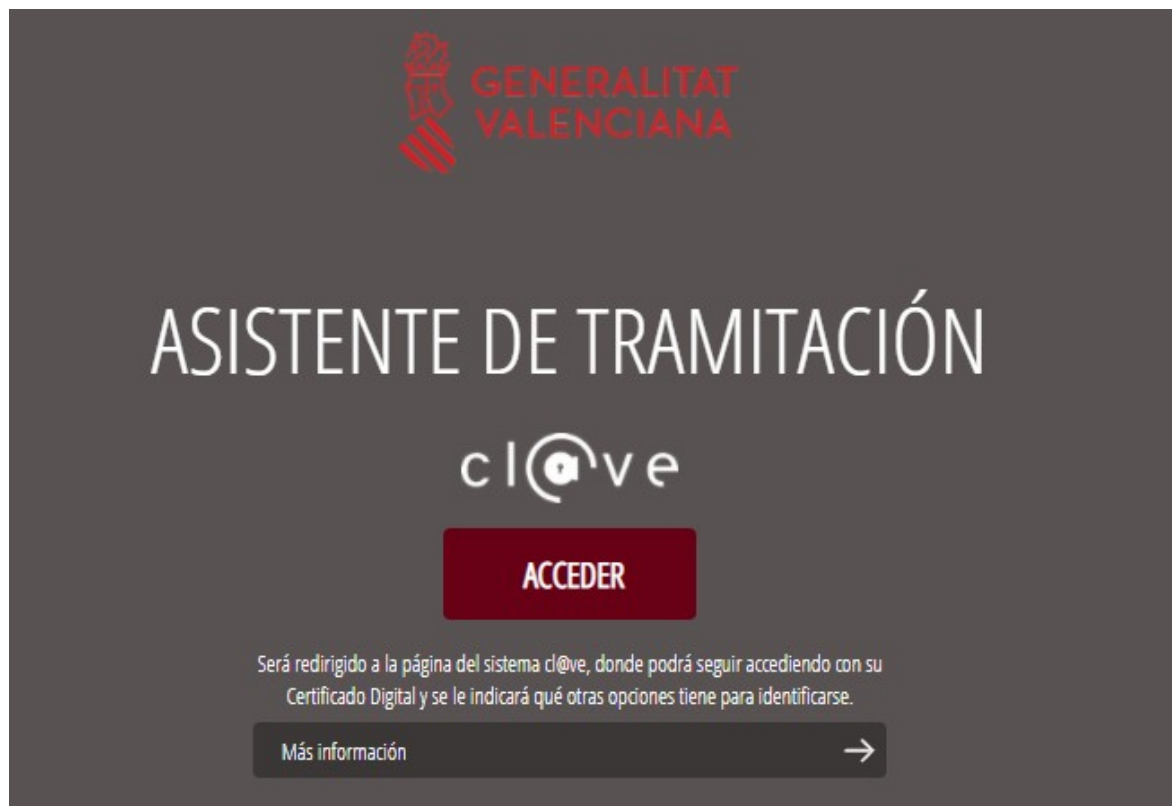 GENERALITAT
VALENCIANA
ASISTENTE DE TRAMITACIÓN
cl@ve
ACCEDER
Será redirigido a la página del sistema cl@ve, donde podrá seguir accediendo con su
Certificado Digital y se le indicará qué otras opciones tiene para identificarse.
Más información